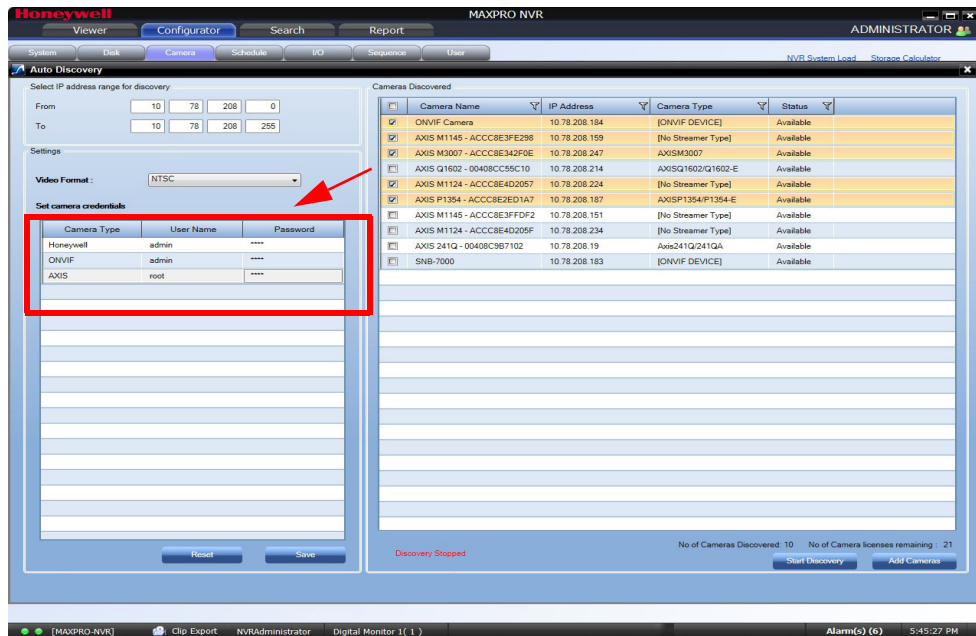 Honeywell MAXPRO NVR
Viewer Configurator Search Report ADMINISTRATOR
System Disk Camera Schedule I/O Sequence User NVR System Load Storage Calculator
Auto Discovery
Select IP address range for discovery
From 10 78 208 0
To 10 78 208 255
Settings
Video Format : NTSC
Set camera credentials
Camera Type User Name Password
Honeywell admin ****
ONVIF admin ****
AXIS root ****
Reset Save
Cameras Discovered
Camera Name IP Address Camera Type Status
ONVIF Camera 10.78.208.184 [ONVIF DEVICE] Available
AXIS M1145 - ACCC8E3FE298 10.78.208.159 [No Streamer Type] Available
AXIS M3007 - ACCC8E342F0E 10.78.208.247 AXISM3007 Available
AXIS Q1602 - 00408CC55C10 10.78.208.214 AXISQ1602/Q1602-E Available
AXIS M1124 - ACCC8E4D2057 10.78.208.224 [No Streamer Type] Available
AXIS P1354 - ACCC8E2ED1A7 10.78.208.187 AXISP1354/P1354-E Available
AXIS M1145 - ACCC8E3FFDF2 10.78.208.151 [No Streamer Type] Available
AXIS M1124 - ACCC8E4D205F 10.78.208.234 [No Streamer Type] Available
AXIS 241Q - 00408C9B7102 10.78.208.19 Axis241Q/241QA Available
SNB-7000 10.78.208.183 [ONVIF DEVICE] Available
No of Cameras Discovered: 10 No of Camera licenses remaining : 21
Discovery Stopped
Start Discovery Add Cameras
[MAXPRO-NVR] Clip Export NVRAdministrator Digital Monitor 1( 1 ) Alarm(s) (6) 5:45:27 PM